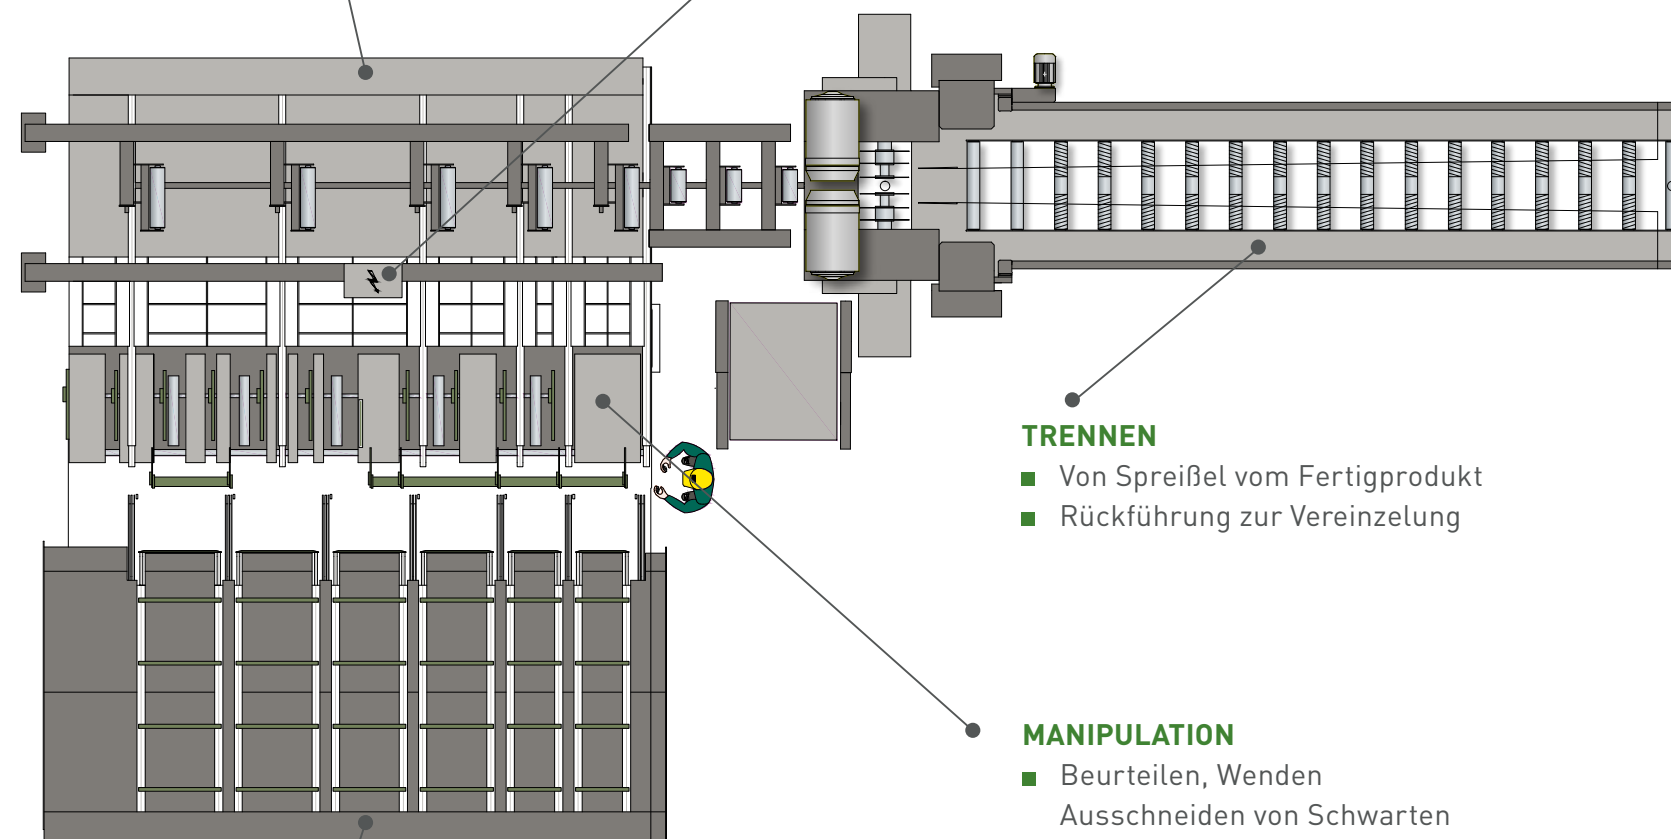 TRENNEN
Von Spreißel vom Fertigprodukt
Rückführung zur Vereinzelung
MANIPULATION
Beurteilen, Wenden
Ausschneiden von Schwarten